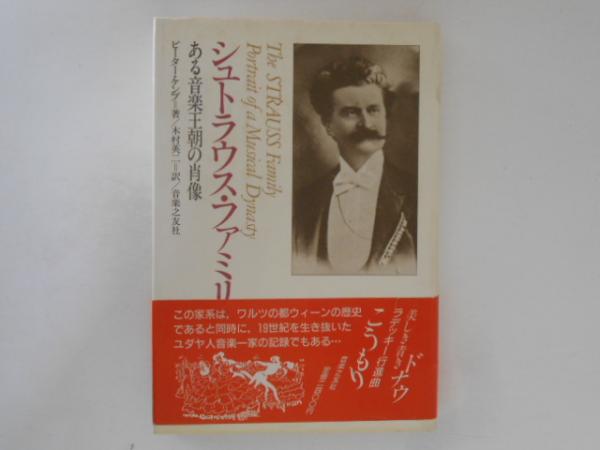 The STRAUSS Family
Portrait of a Musical Dynasty
シュトラウス・ファミリ
ある音楽王朝の肖像
ピーター・ケンプ=著/木村英二=訳/音楽之友社
この家系は、ワルツの都ウィーンの歴史
であると同時に、19世紀を生き抜いた
ユダヤ人音楽一家の記録でもある…
美しき青き
ドナウ
ラデツキー行進曲
こうもり